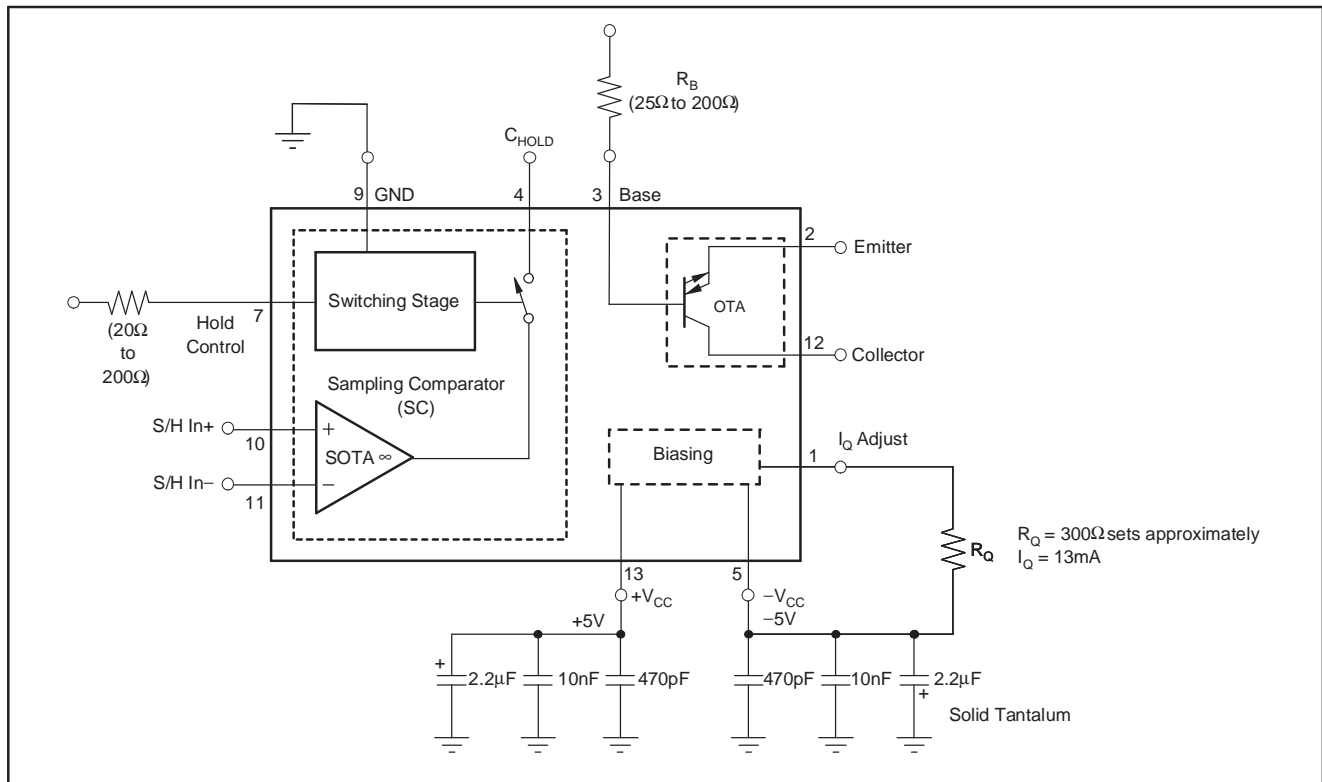 R_B
(25Ω to 200Ω)
C_HOLD
9 GND
4
3 Base
2
Emitter
Switching Stage
OTA
7
Hold
Control
(20Ω
to
200Ω)
12
Collector
Sampling Comparator
(SC)
S/H In+
10
+
SOTA ∞
S/H In−
11
−
Biasing
I_Q Adjust
1
R_Q
R_Q = 300Ω sets approximately
I_Q = 13mA
13
5
+V_CC
−V_CC
+5V
−5V
+
2.2μF
10nF
470pF
470pF
10nF
2.2μF
+
Solid Tantalum